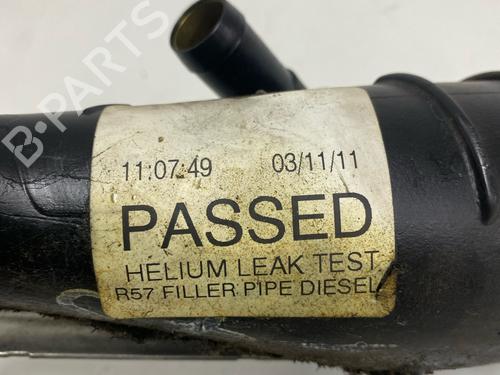 11:07:49 03/11/11
PASSED
HELIUM LEAK TEST
R57 FILLER PIPE DIESEL
B-PARTS